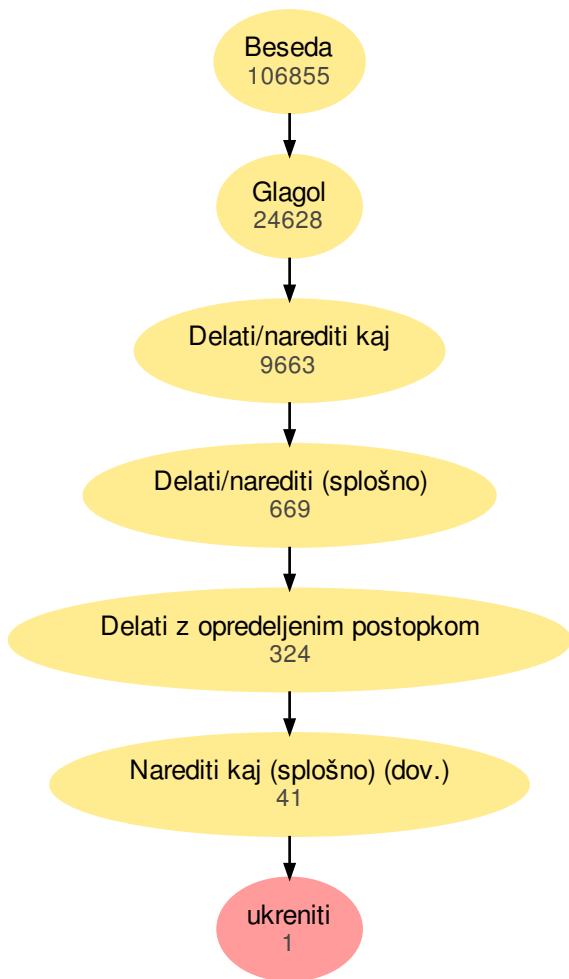 Beseda
106855
Glagol
24628
Delati/narediti kaj
9663
Delati/narediti (splošno)
669
Delati z opredeljenim postopkom
324
Narediti kaj (splošno) (dov.)
41
ukreniti
1